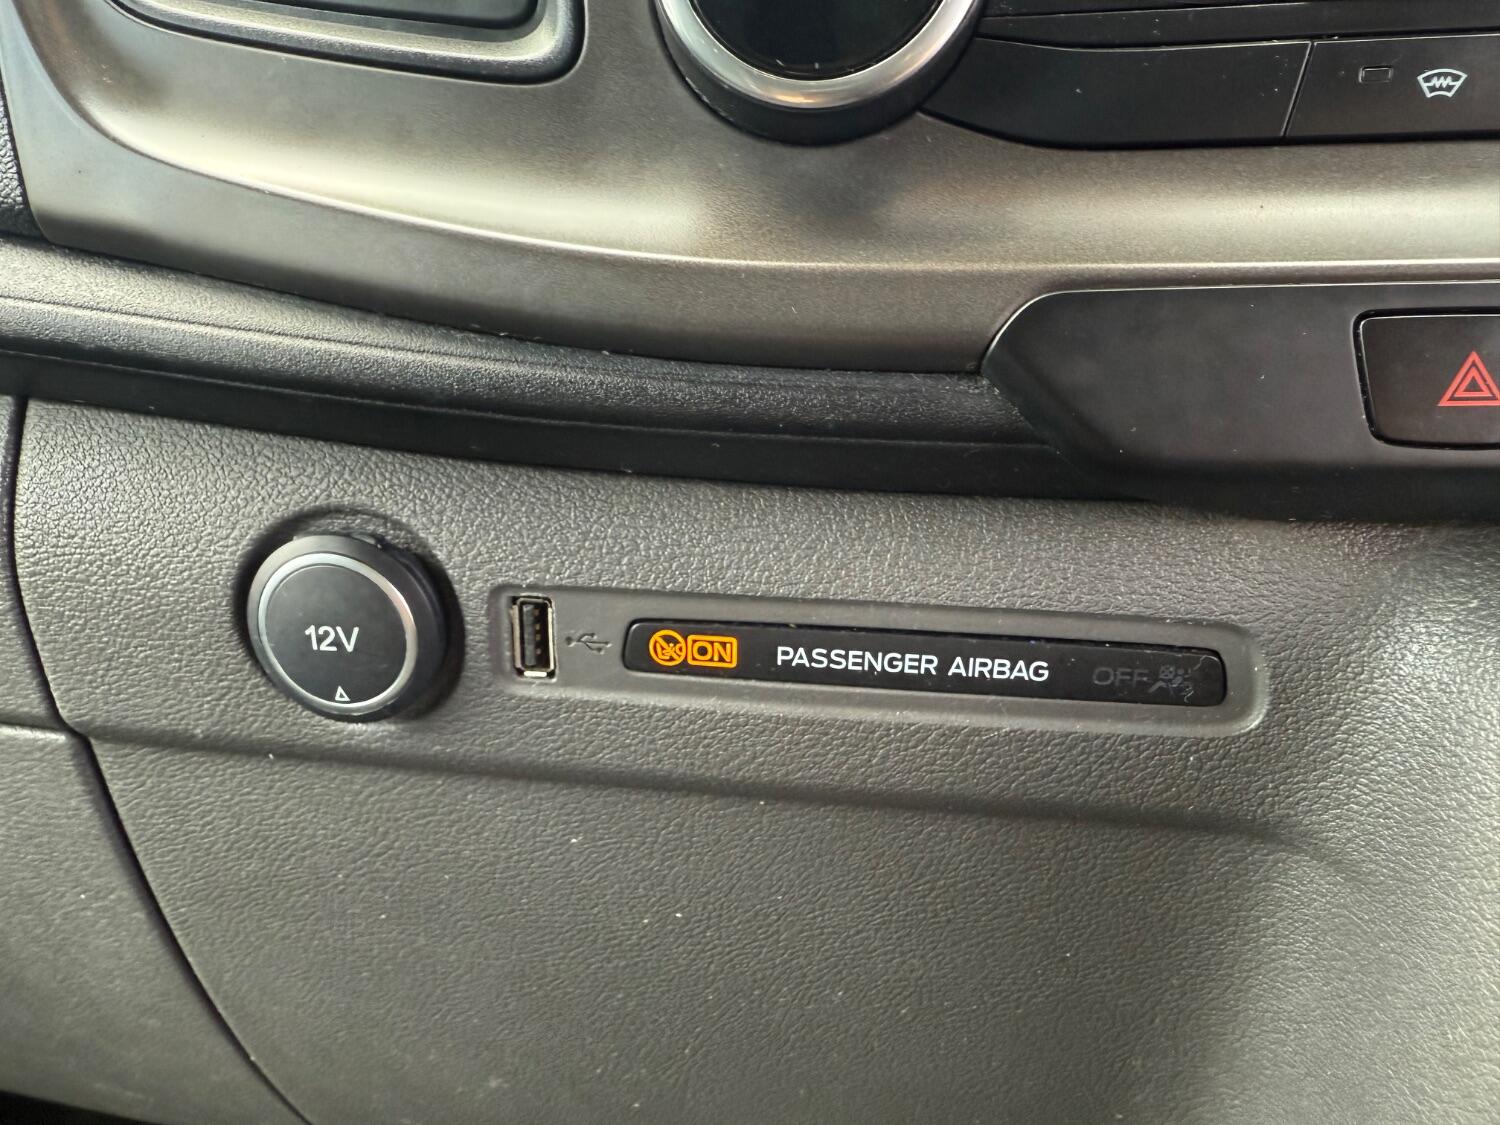 12V
ON PASSENGER AIRBAG OFF